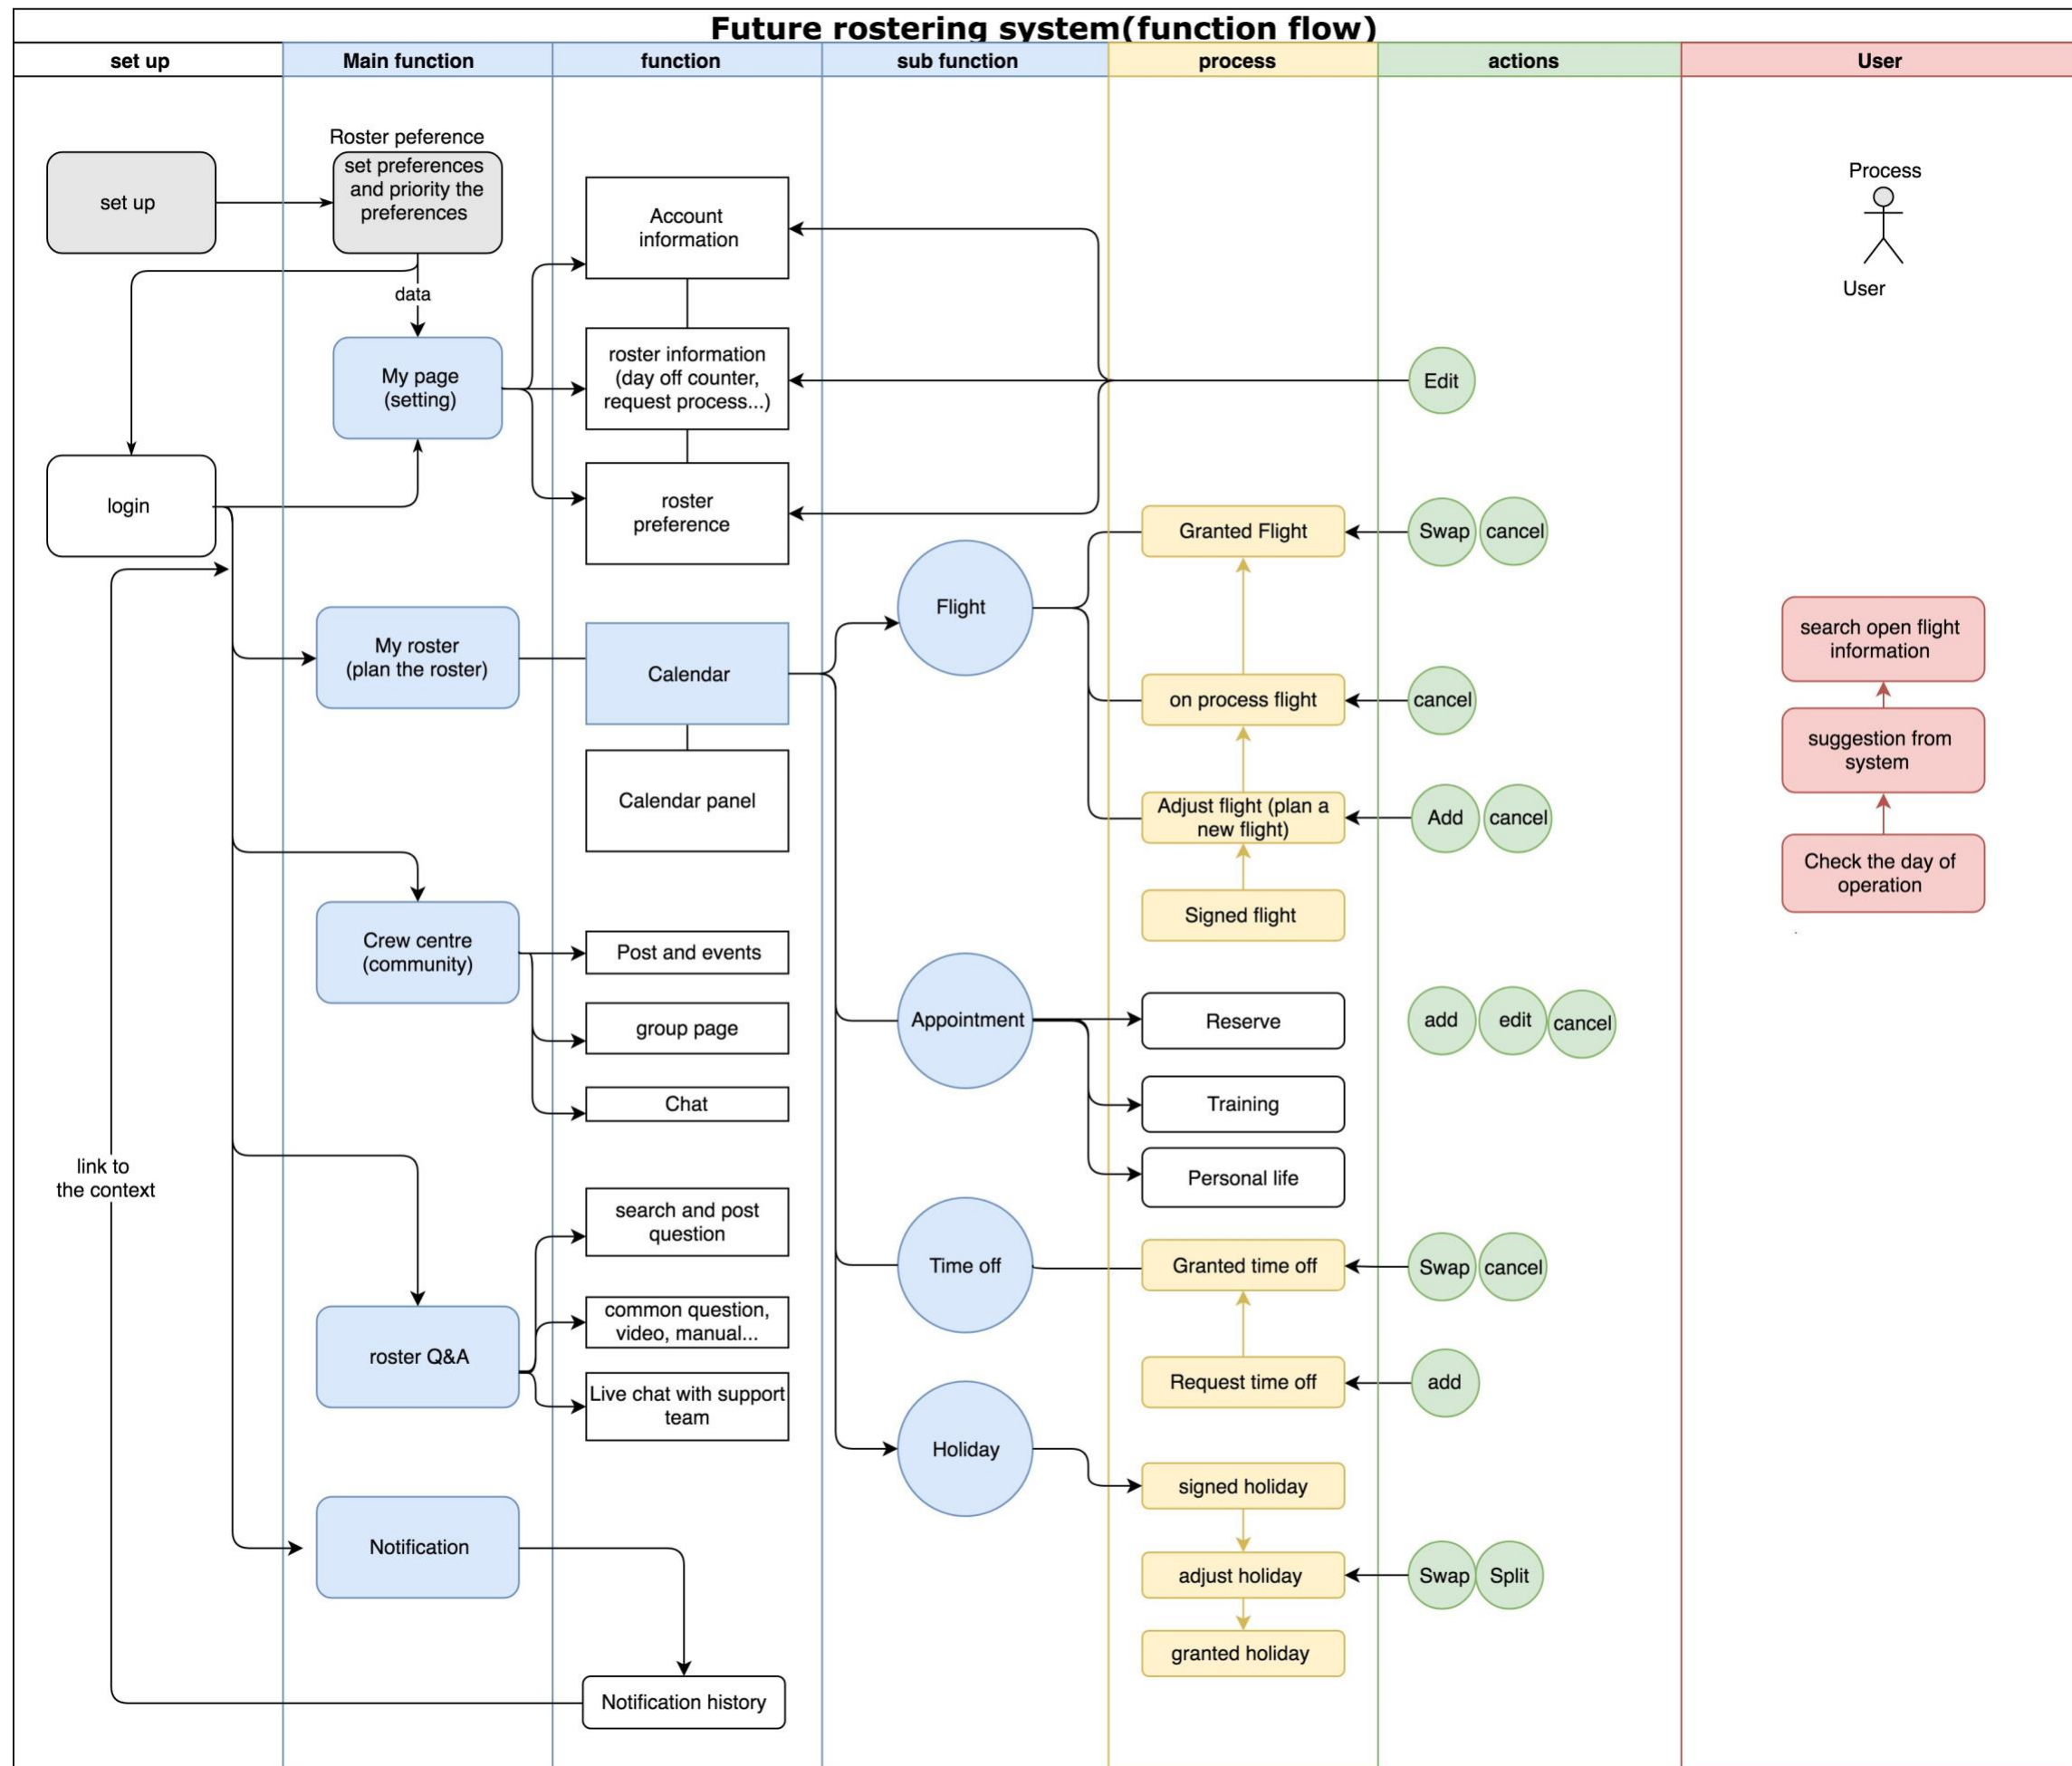 Future rostering system(function flow)
set up
Main function
function
sub function
process
actions
User
Roster peference
set up
set preferences
and priority the
preferences
data
My page
(setting)
login
Account
information
roster information
(day off counter,
request process...)
roster
preference
Edit
Process
User
My roster
(plan the roster)
Calendar
Calendar panel
Flight
Granted Flight
Swap
cancel
on process flight
cancel
Adjust flight (plan a
new flight)
Add
cancel
Signed flight
search open flight
information
suggestion from
system
Check the day of
operation
Crew centre
(community)
Post and events
group page
Chat
Appointment
Reserve
Training
Personal life
add
edit
cancel
link to
the context
roster Q&A
search and post
question
common question,
video, manual...
Live chat with support
team
Time off
Granted time off
Swap
cancel
Request time off
add
Holiday
signed holiday
adjust holiday
Swap
Split
granted holiday
Notification
Notification history